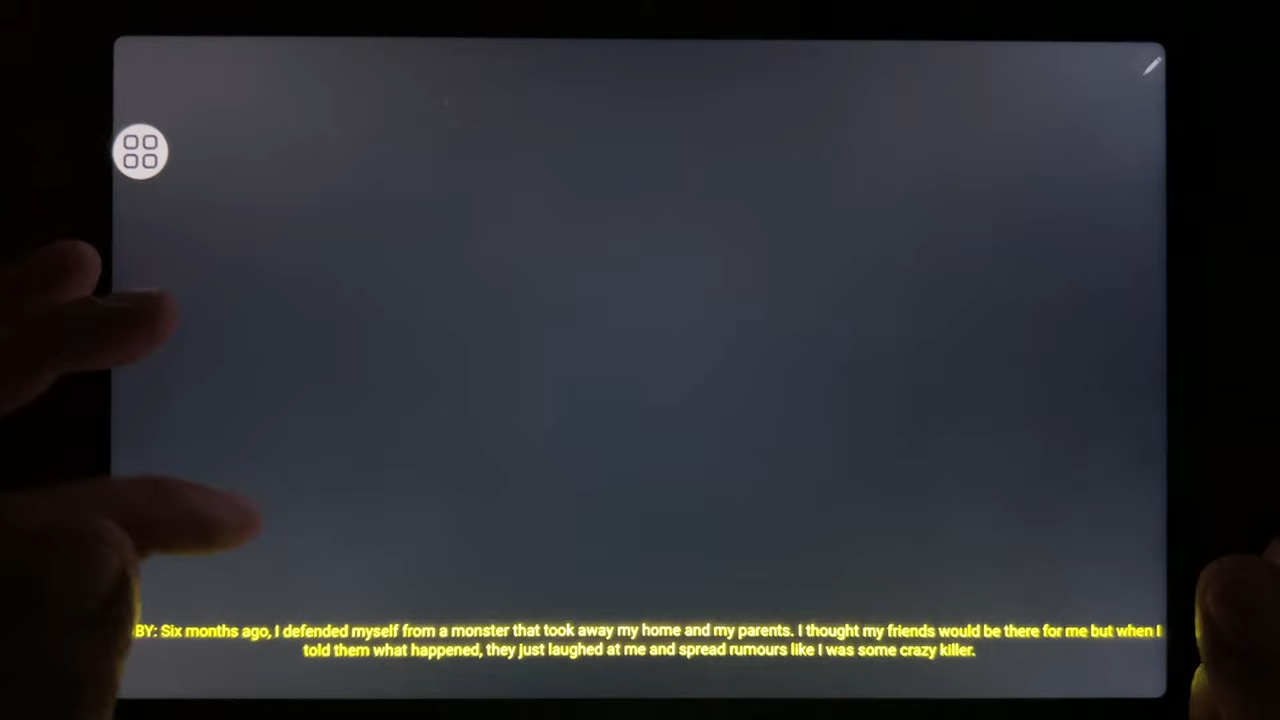 BY: Six months ago, I defended myself from a monster that took away my home and my parents. I thought my friends would be there for me but when I
told them what happened, they just laughed at me and spread rumours like I was some crazy killer.